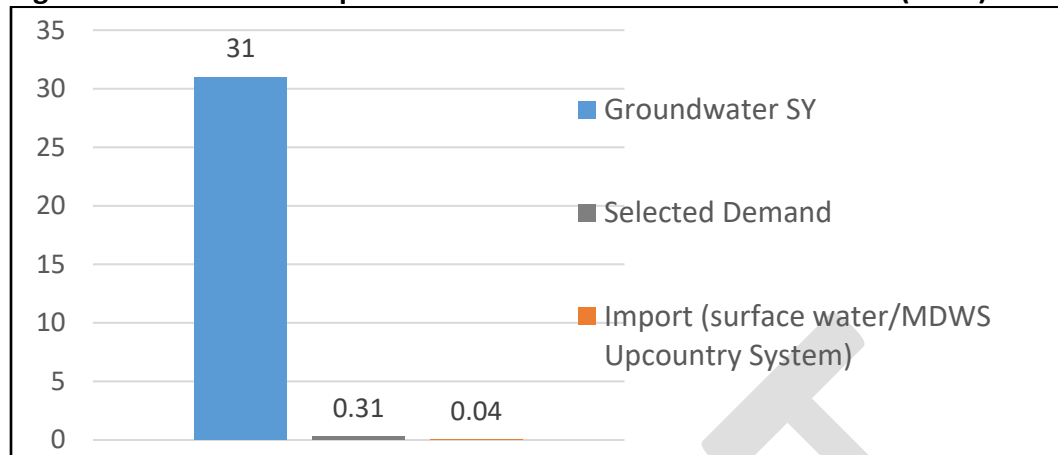 35
30
25
20
15
10
5
0
31
0.31
0.04
Groundwater SY
Selected Demand
Import (surface water/MDWS
Upcountry System)